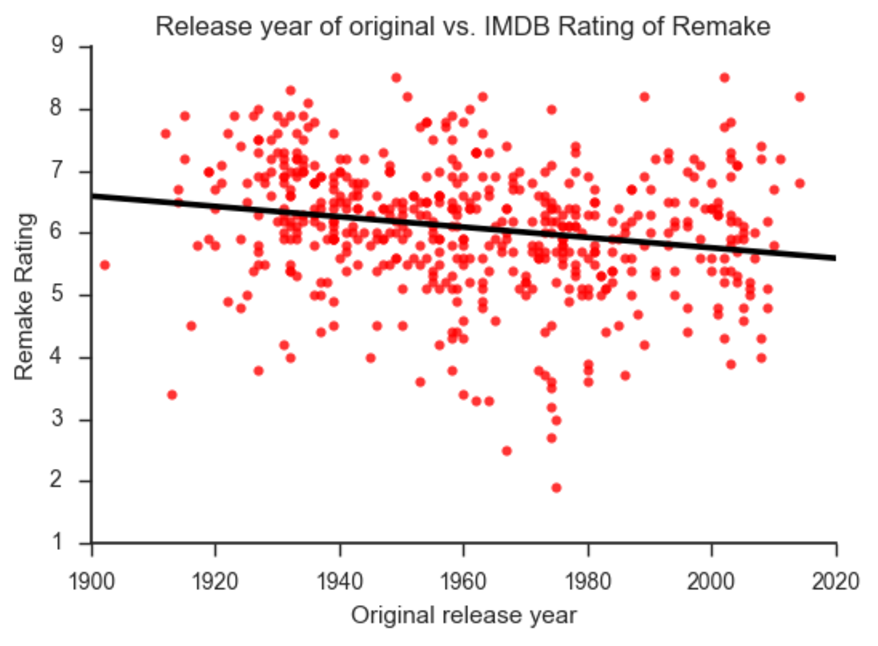 Release year of original vs. IMDB Rating of Remake
9
8
7
6
5
4
3
2
1
Remake Rating
1900 1920 1940 1960 1980 2000 2020
Original release year